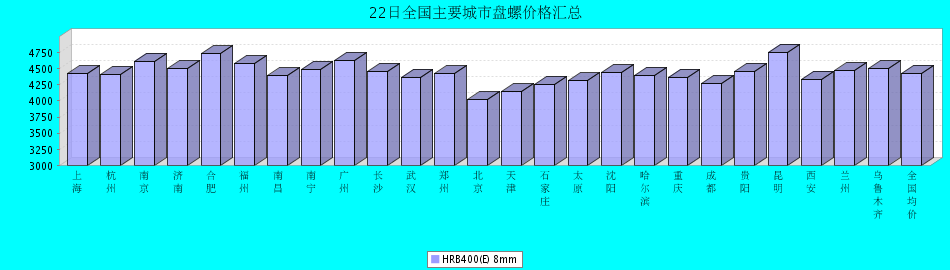 22日全国主要城市盘螺价格汇总
4750
4500
4250
4000
3750
3500
3250
3000
上海
杭州
南京
济南
合肥
福州
南昌
南宁
广州
长沙
武汉
郑州
北京
天津
石家庄
太原
沈阳
哈尔滨
重庆
成都
贵阳
昆明
西安
兰州
乌鲁木齐
全国均价
HRB400(E) 8mm